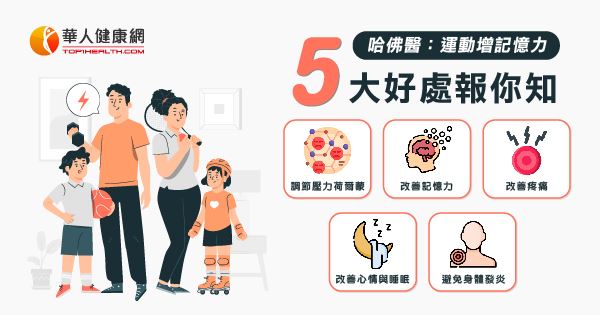 華人健康網
TOP1HEALTH.COM
哈佛醫：運動增記憶力
5大好處報你知
調節壓力荷爾蒙
改善記憶力
改善疼痛
改善心情與睡眠
避免身體發炎